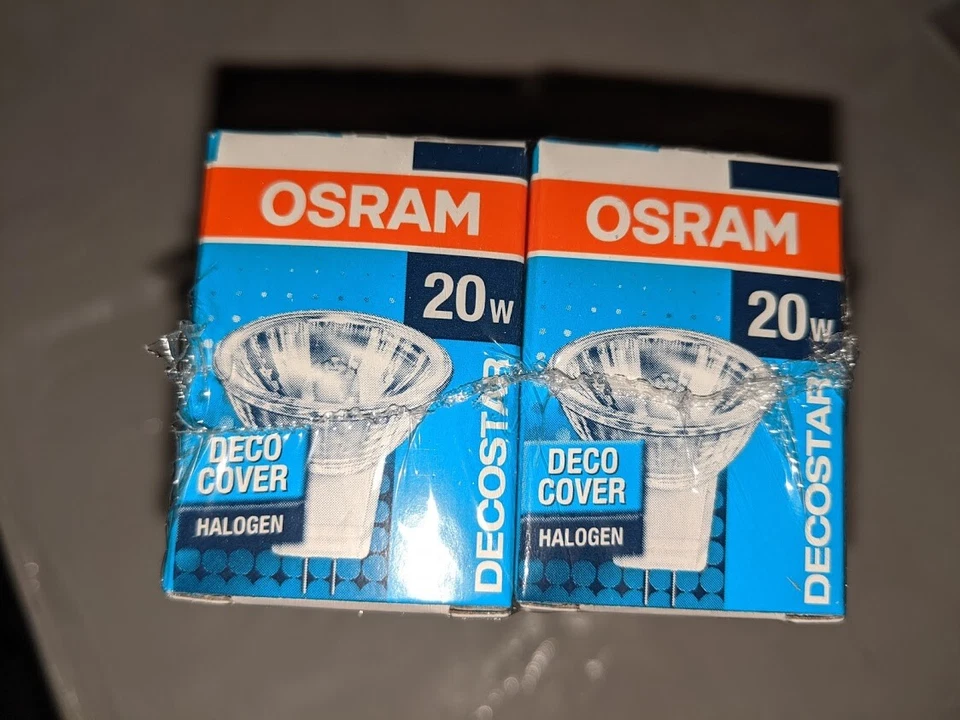 OSRAM
20W
DECO
COVER
HALOGEN
DECOSTAR
OSRAM
20W
DECO
COVER
HALOGEN
DECOSTAR